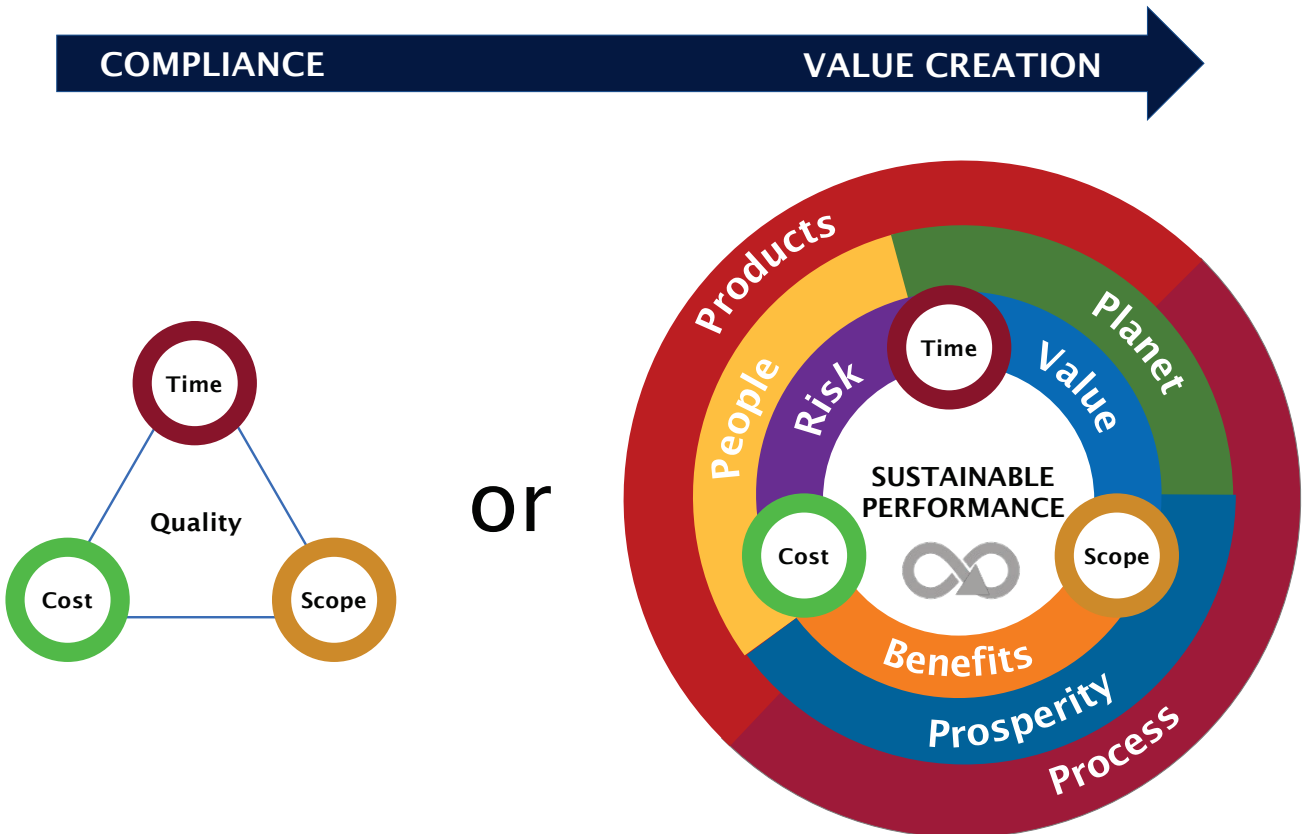 COMPLIANCE
VALUE CREATION
Time
Quality
Cost
Scope
or
Products
People
Planet
Risk
Time
Value
SUSTAINABLE
PERFORMANCE
Cost
Scope
Benefits
Prosperity
Process